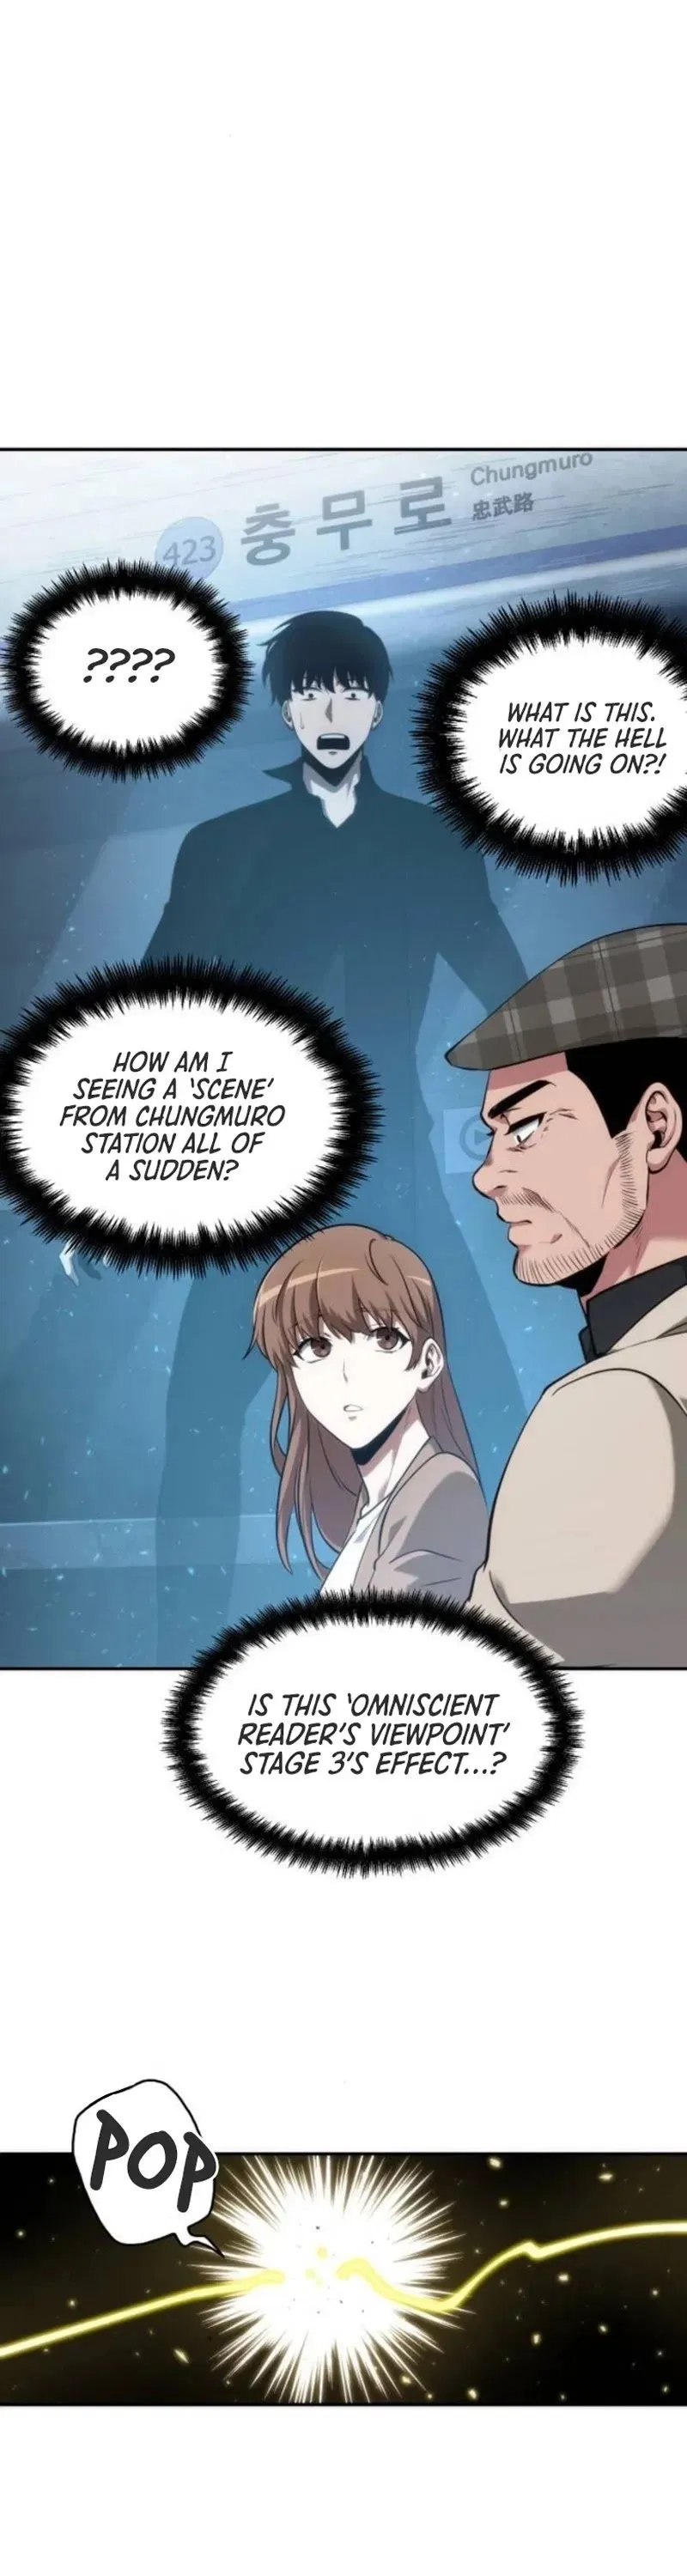 Chungmuro
423 충무로 忠武路
????
WHAT IS THIS.
WHAT THE HELL
IS GOING ON?!
HOW AM I
SEEING A 'SCENE'
FROM CHUNGMURO
STATION ALL OF
A SUDDEN?
IS THIS 'OMNISCIENT
READER'S VIEWPOINT'
STAGE 3'S EFFECT...?
POP